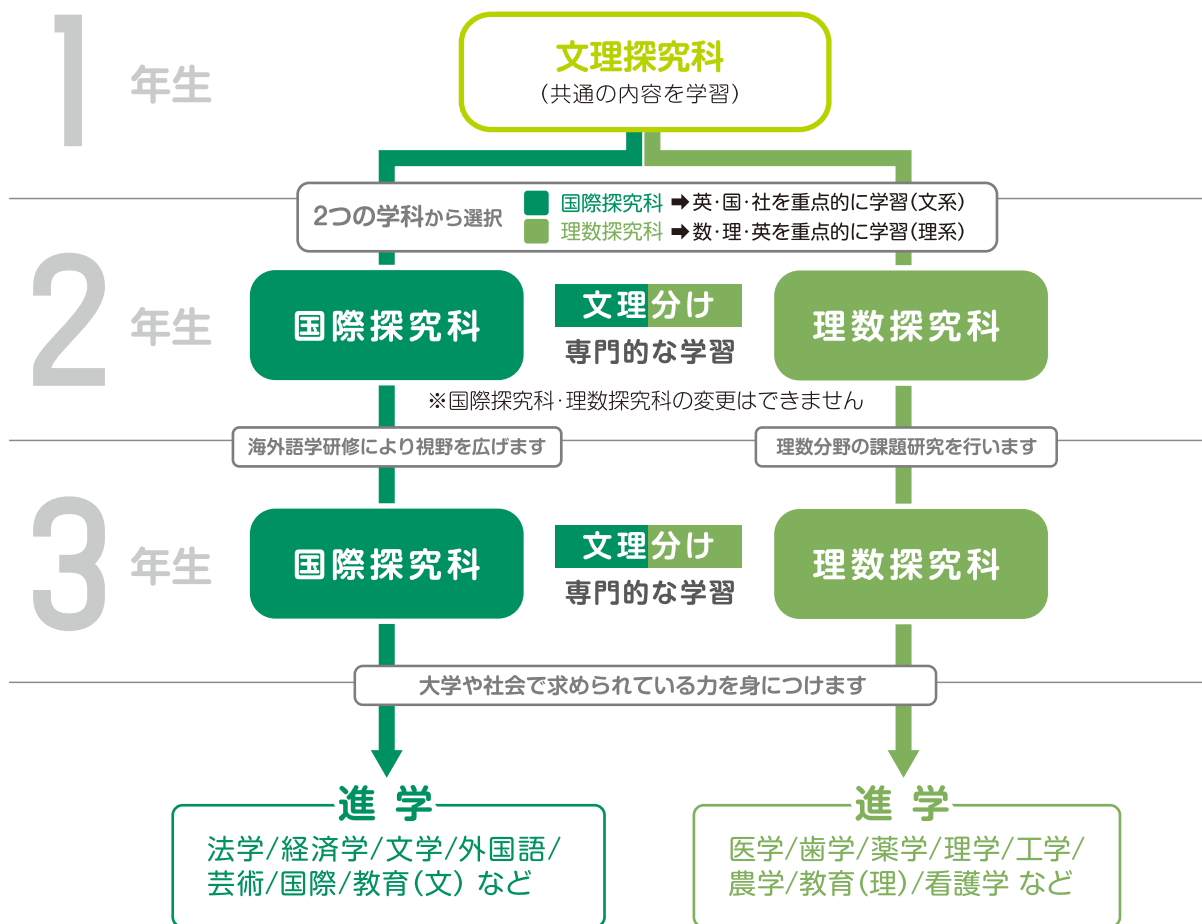 1年生
文理探究科
(共通の内容を学習)
2つの学科から選択
国際探究科➡英・国・社を重点的に学習(文系)
理数探究科➡数・理・英を重点的に学習(理系)
2年生
国際探究科
文理分け
専門的な学習
理数探究科
※国際探究科・理数探究科の変更はできません
海外語学研修により視野を広げます
理数分野の課題研究を行います
3年生
国際探究科
文理分け
専門的な学習
理数探究科
大学や社会で求められている力を身につけます
進学
法学/経済学/文学/外国語/
芸術/国際/教育(文) など
進学
医学/歯学/薬学/理学/工学/
農学/教育(理)/看護学 など